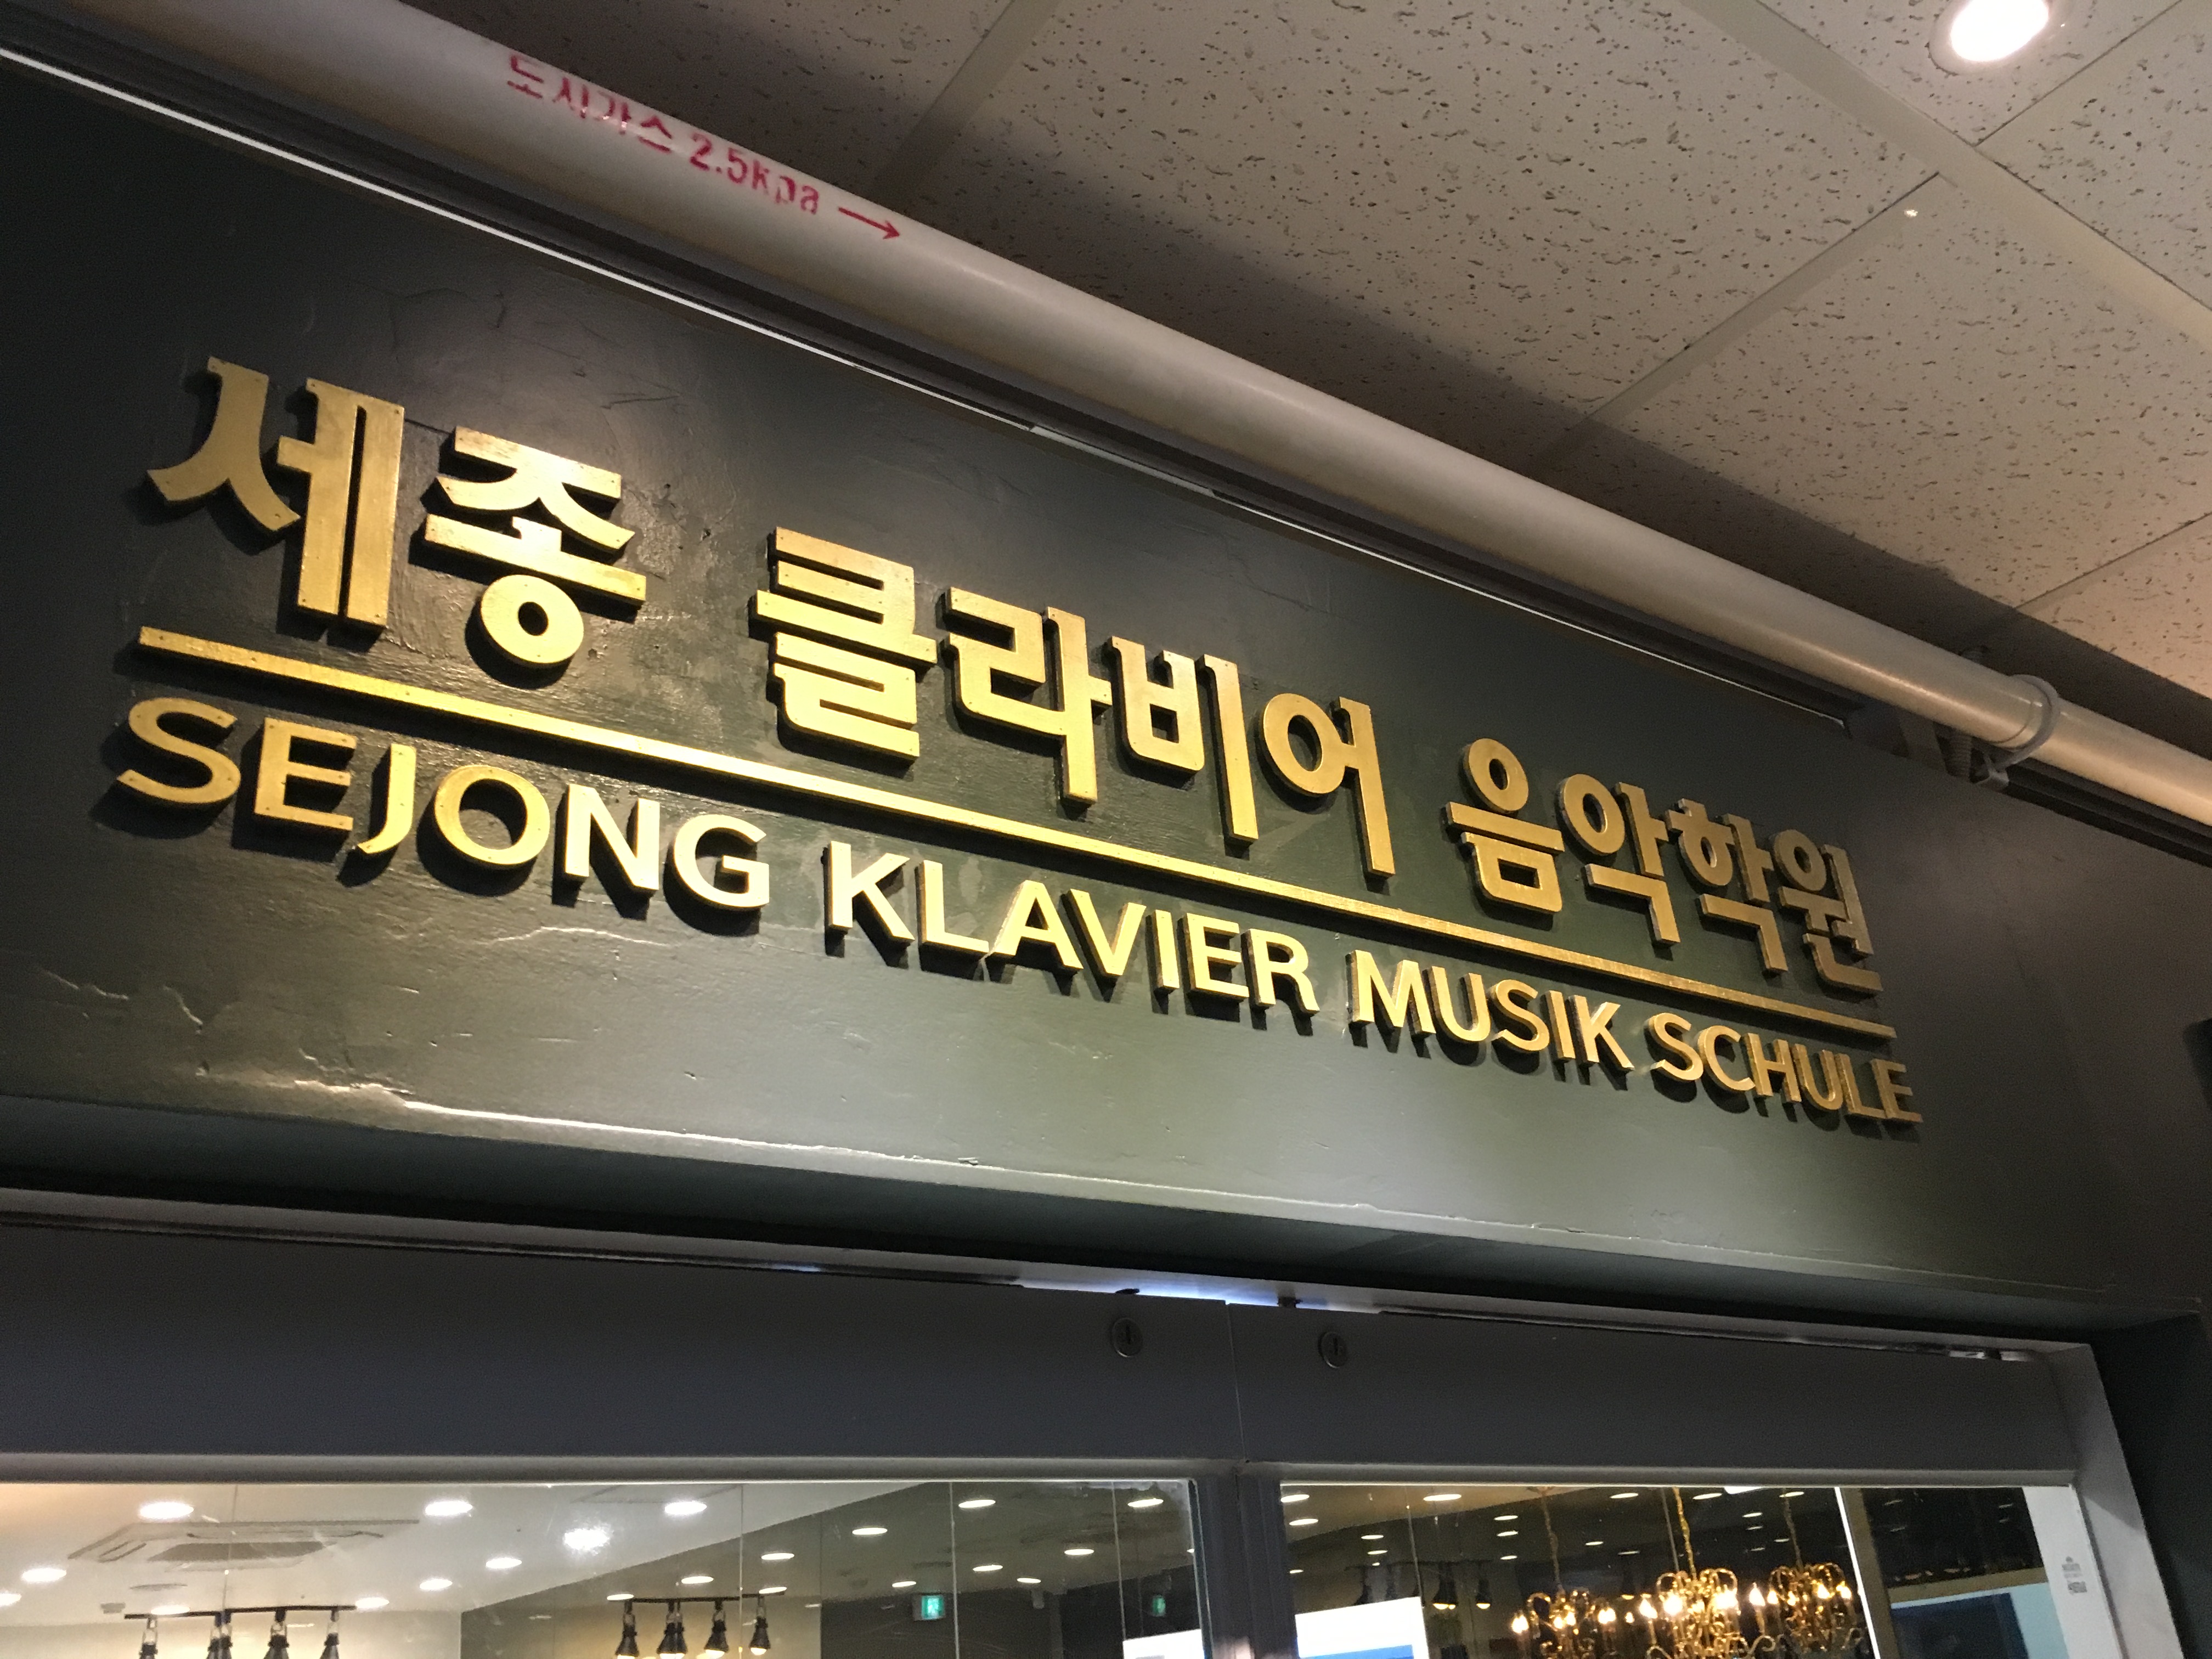 도시가스 2.5kpa →
세종 클라비어 음악학원
SEJONG KLAVIER MUSIK SCHULE